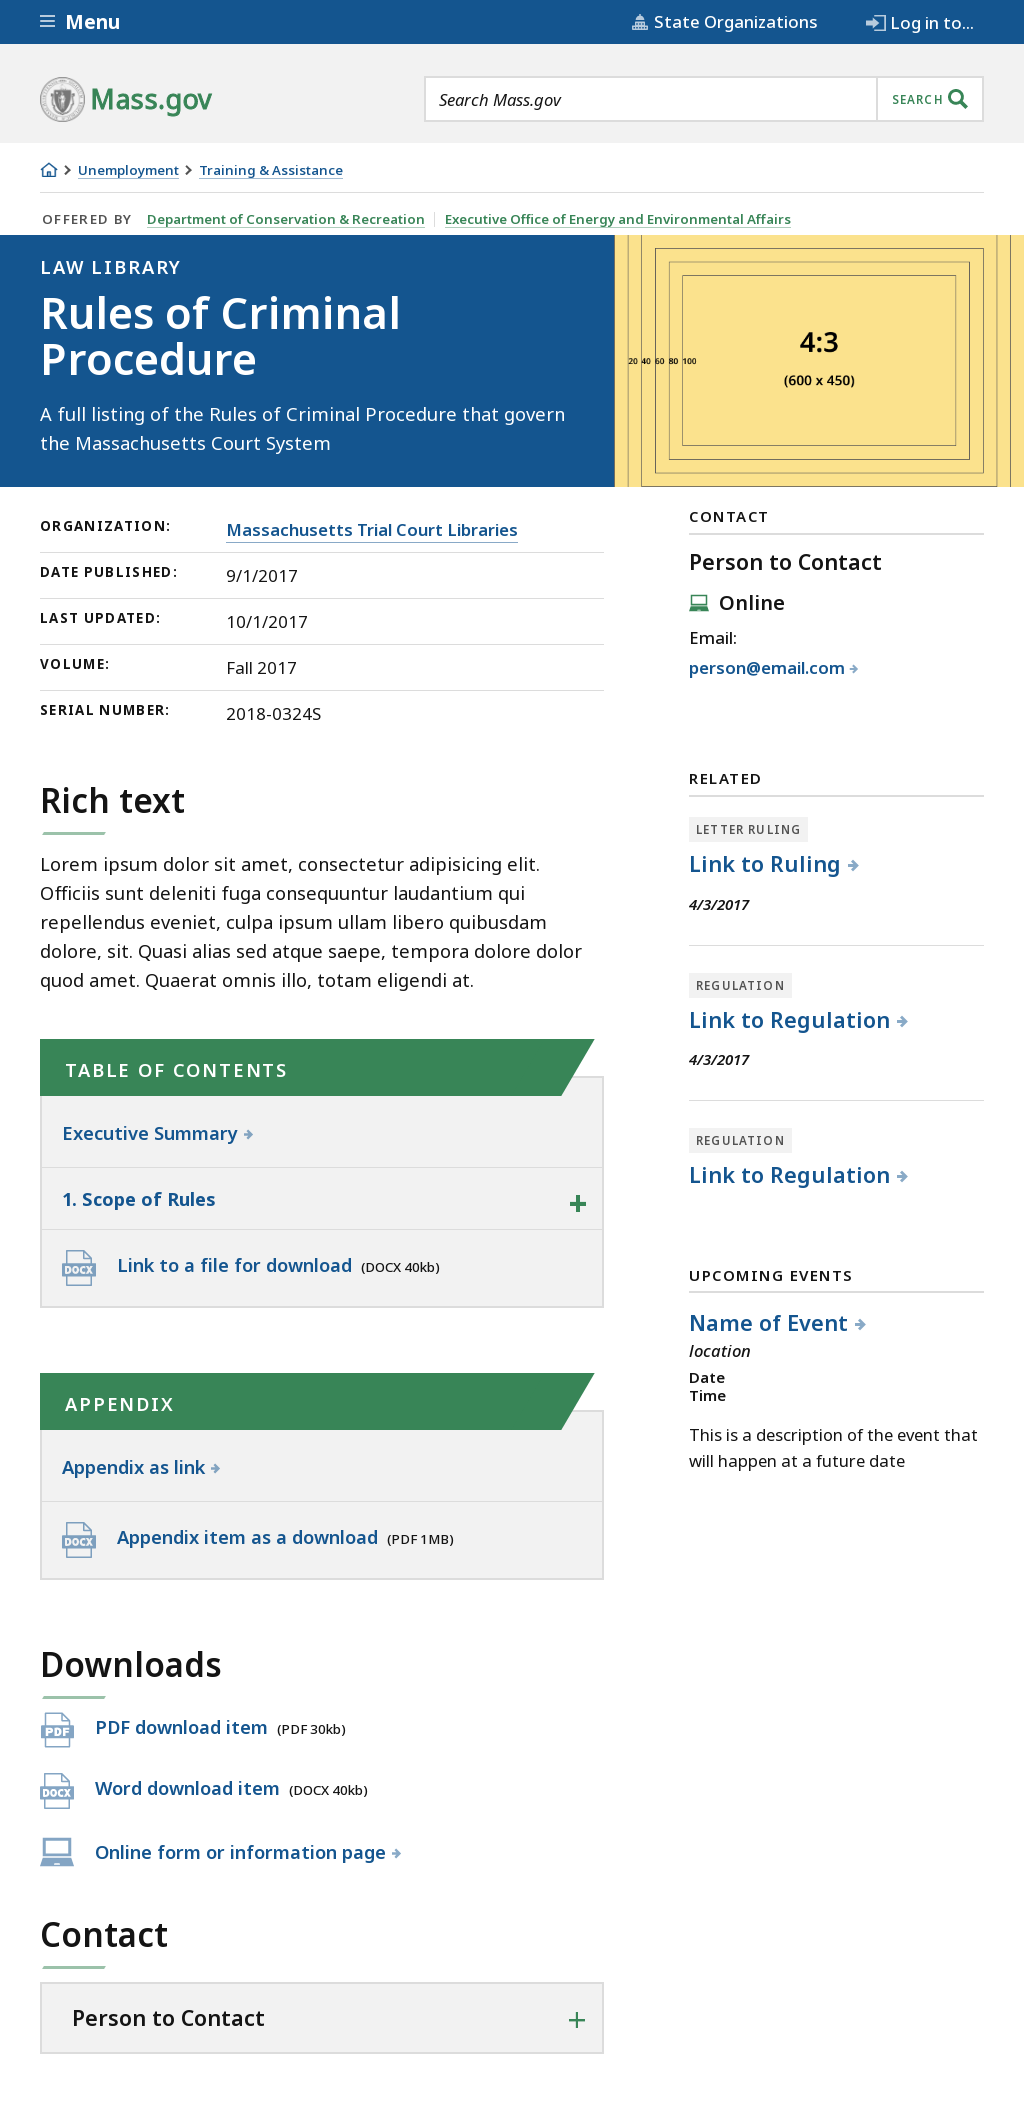 Menu
State Organizations
Log in to...
Mass.gov
Search Mass.gov
SEARCH
Unemployment
Training & Assistance
OFFERED BY
Department of Conservation & Recreation
Executive Office of Energy and Environmental Affairs
LAW LIBRARY
Rules of Criminal
Procedure
A full listing of the Rules of Criminal Procedure that govern
the Massachusetts Court System
4:3
20 40 60 80 100
(600 x 450)
ORGANIZATION:
Massachusetts Trial Court Libraries
DATE PUBLISHED:
9/1/2017
LAST UPDATED:
10/1/2017
VOLUME:
Fall 2017
SERIAL NUMBER:
2018-0324S
Rich text
Lorem ipsum dolor sit amet, consectetur adipisicing elit.
Officiis sunt deleniti fuga consequuntur laudantium qui
repellendus eveniet, culpa ipsum ullam libero quibusdam
dolore, sit. Quasi alias sed atque saepe, tempora dolore dolor
quod amet. Quaerat omnis illo, totam eligendi at.
TABLE OF CONTENTS
Executive Summary
1. Scope of Rules
DOCX
Link to a file for download (DOCX 40kb)
APPENDIX
Appendix as link
DOCX
Appendix item as a download (PDF 1MB)
Downloads
PDF
PDF download item (PDF 30kb)
DOCX
Word download item (DOCX 40kb)
Online form or information page
Contact
Person to Contact
CONTACT
Person to Contact
Online
Email:
person@email.com
RELATED
LETTER RULING
Link to Ruling
4/3/2017
REGULATION
Link to Regulation
4/3/2017
REGULATION
Link to Regulation
UPCOMING EVENTS
Name of Event
location
Date
Time
This is a description of the event that
will happen at a future date